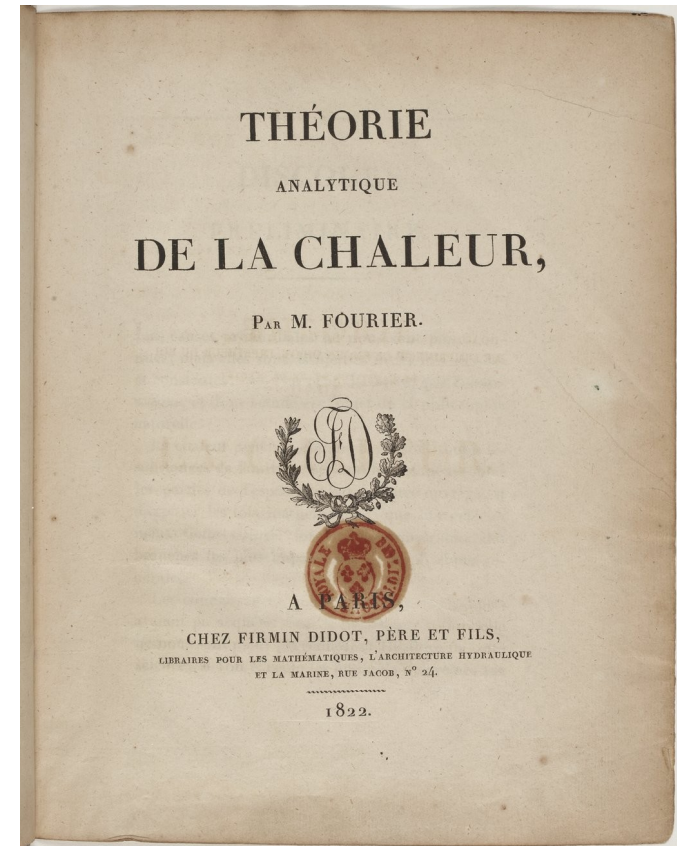 THÉORIE
ANALYTIQUE
DE LA CHALEUR,
PAR M. FOURIER.
FD
A PARIS,
CHEZ FIRMIN DIDOT, PÈRE ET FILS,
LIBRAIRES POUR LES MATHÉMATIQUES, L'ARCHITECTURE HYDRAULIQUE
ET LA MARINE, RUE JACOB, Nº 24.
1822.